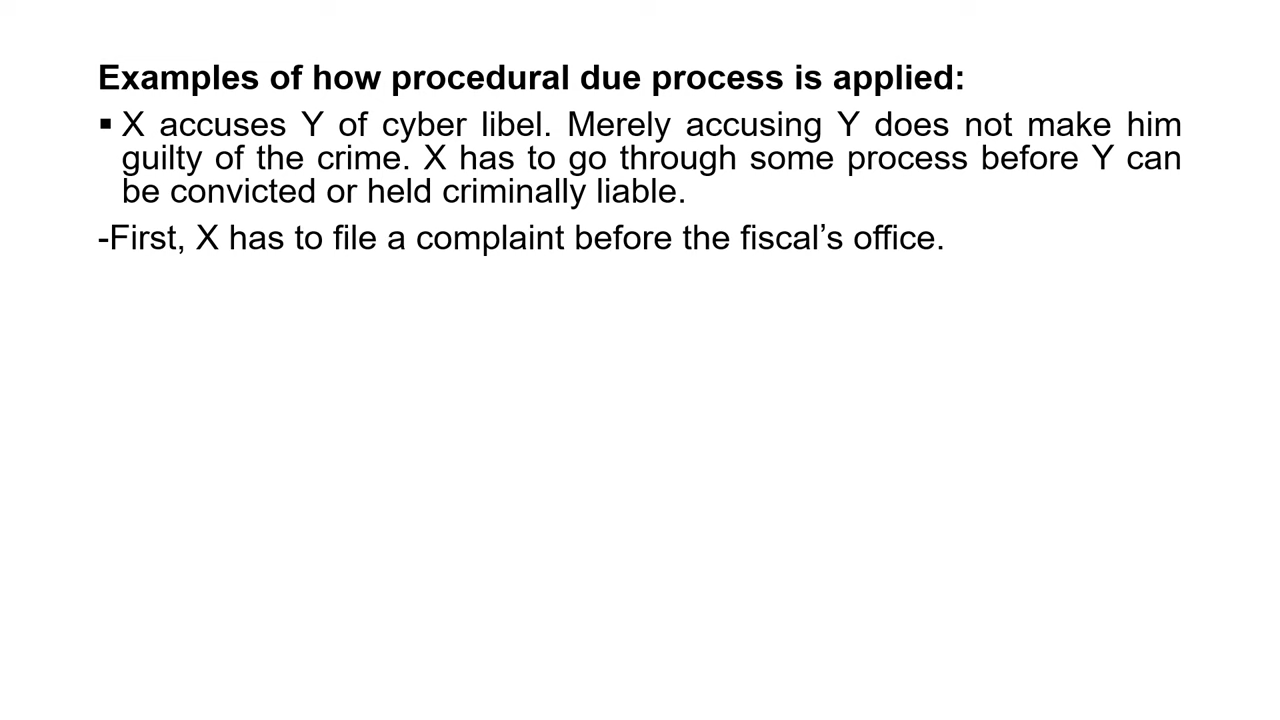 Examples of how procedural due process is applied:
▪ X accuses Y of cyber libel. Merely accusing Y does not make him
guilty of the crime. X has to go through some process before Y can
be convicted or held criminally liable.
-First, X has to file a complaint before the fiscal’s office.